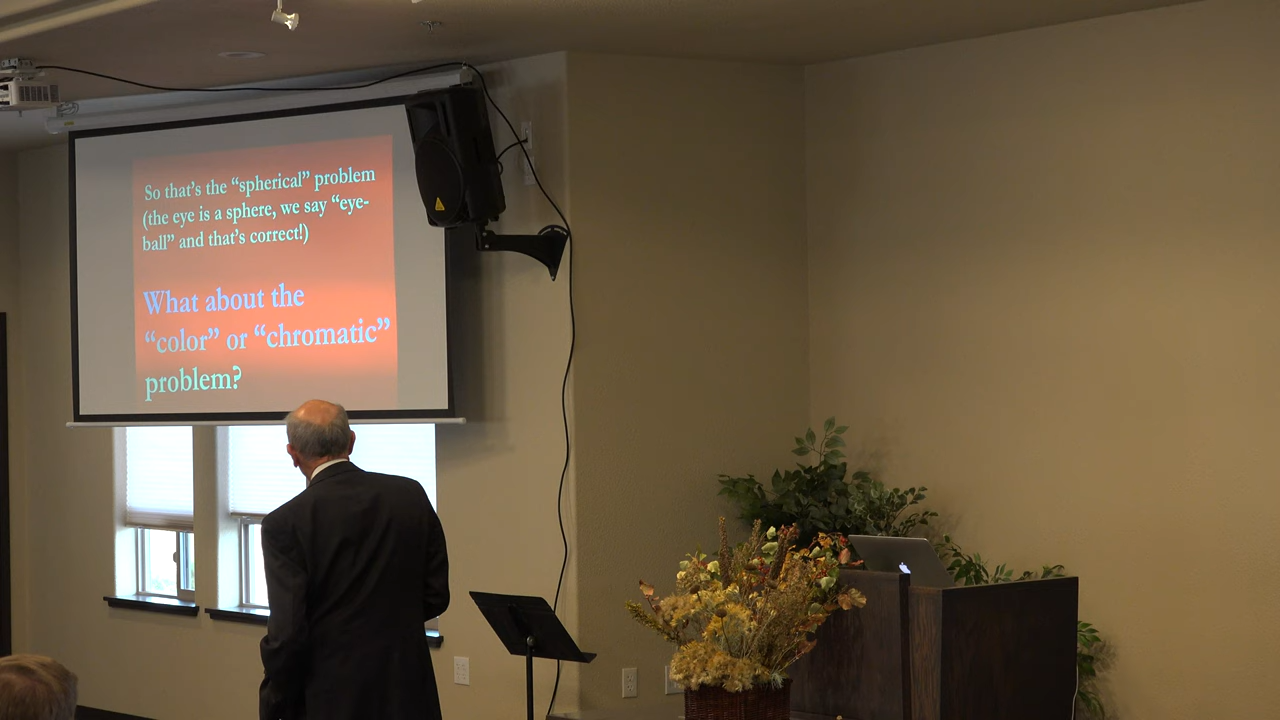 So that's the “spherical” problem
(the eye is a sphere, we say “eye-
ball” and that's correct!)
What about the
“color” or “chromatic”
problem?